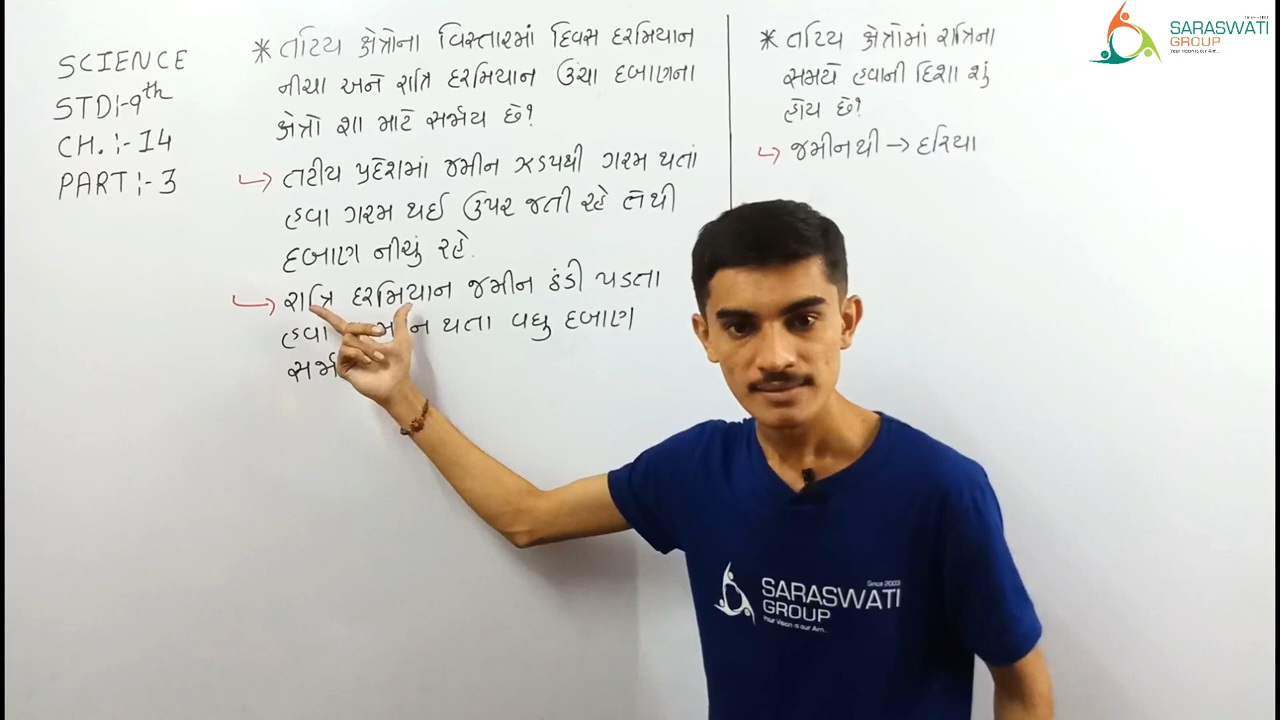 SCIENCE
STD:-9th
CH. :- 14
PART :- 3
* તટિય ક્ષેત્રોના વિસ્તારમાં દિવસ દરમિયાન
નીચા અને રાત્રિ દરમિયાન ઉંચા દબાણના
ક્ષેત્રો શા માટે સર્જાય છે?
તટીય પ્રદેશમાં જમીન ઝડપથી ગરમ થતાં
હવા ગરમ થઈ ઉપર જતી રહે તેથી
દબાણ નીચું રહે.
રાત્રિ દરમિયાન જમીન ઠંડી પડતા
હવા ન થતા વધુ દબાણ
સર્જા
* તટિય ક્ષેત્રોમાં રાત્રિના
સમયે હવાની દિશા શું
હોય છે?
જમીનથી → દરિયા
SARASWATI
GROUP
Your Vision is our Aim...
Since 2003
SARASWATI
GROUP
Your Vision is our Aim...